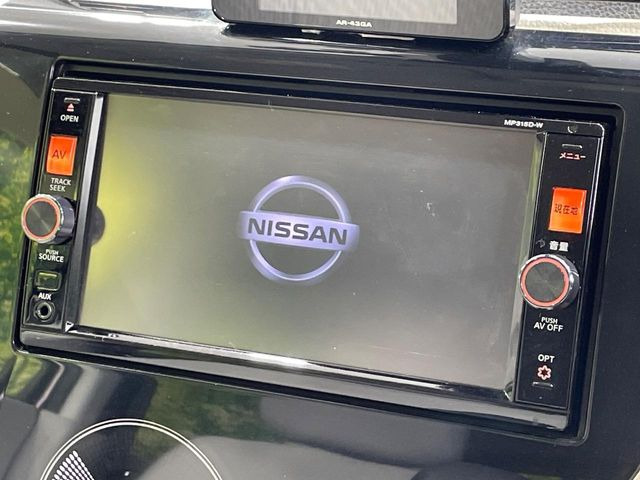 AR-43GA
MP315D-W
OPEN
AV
TRACK
SEEK
PUSH
SOURCE
AUX
NISSAN
メニュー
現在地
音量
PUSH
AV OFF
OPT